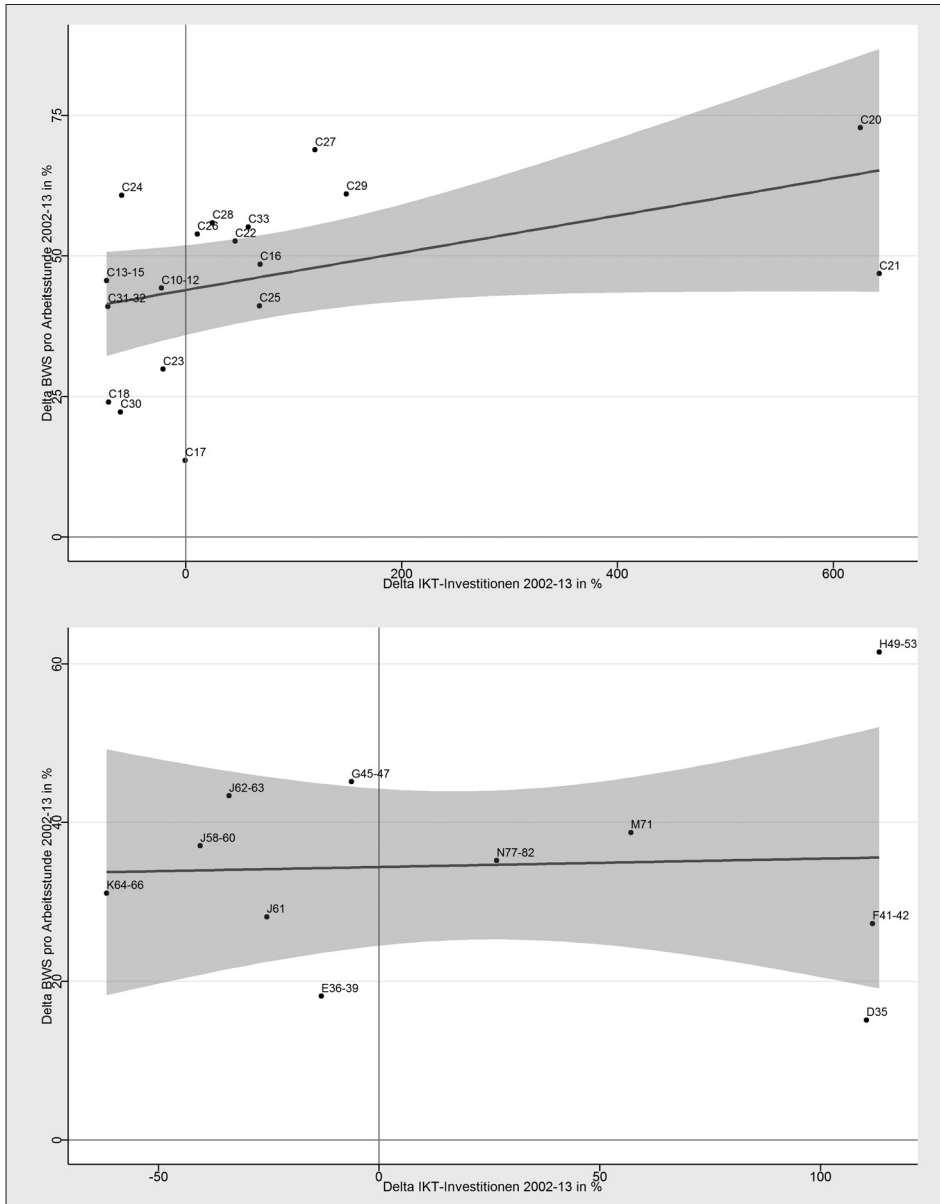 Delta BWS pro Arbeitsstunde 2002-13 in %
75
50
25
0
C20
C27
C29
C24
C28
C33
C26
C22
C16
C21
C13-15
C10-12
C31-32
C25
C23
C18
C30
C17
0
200
400
600
Delta IKT-Investitionen 2002-13 in %
Delta BWS pro Arbeitsstunde 2002-13 in %
60
40
20
0
H49-53
G45-47
J62-63
M71
J58-60
N77-82
K64-66
J61
F41-42
E36-39
D35
-50
0
50
100
Delta IKT-Investitionen 2002-13 in %